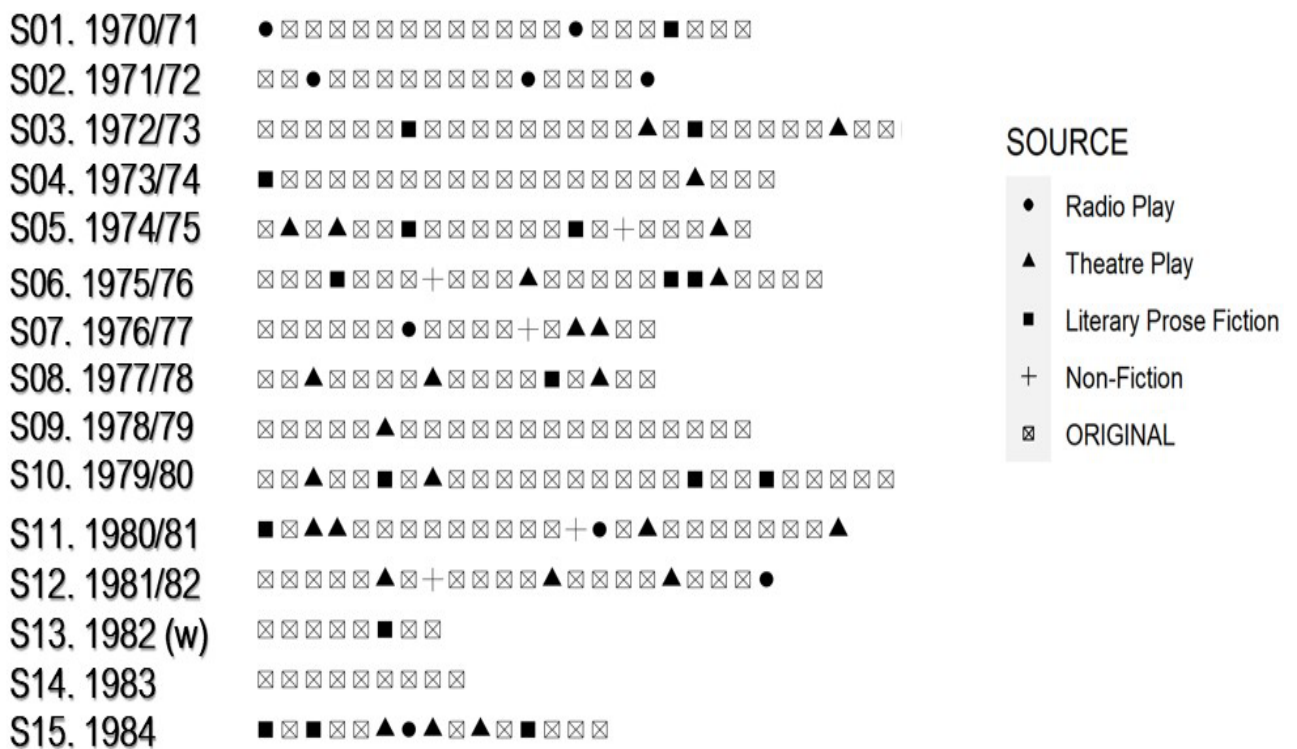 S01. 1970/71
S02. 1971/72
S03. 1972/73
S04. 1973/74
S05. 1974/75
S06. 1975/76
S07. 1976/77
S08. 1977/78
S09. 1978/79
S10. 1979/80
S11. 1980/81
S12. 1981/82
S13. 1982 (w)
S14. 1983
S15. 1984
SOURCE
Radio Play
Theatre Play
Literary Prose Fiction
Non-Fiction
ORIGINAL